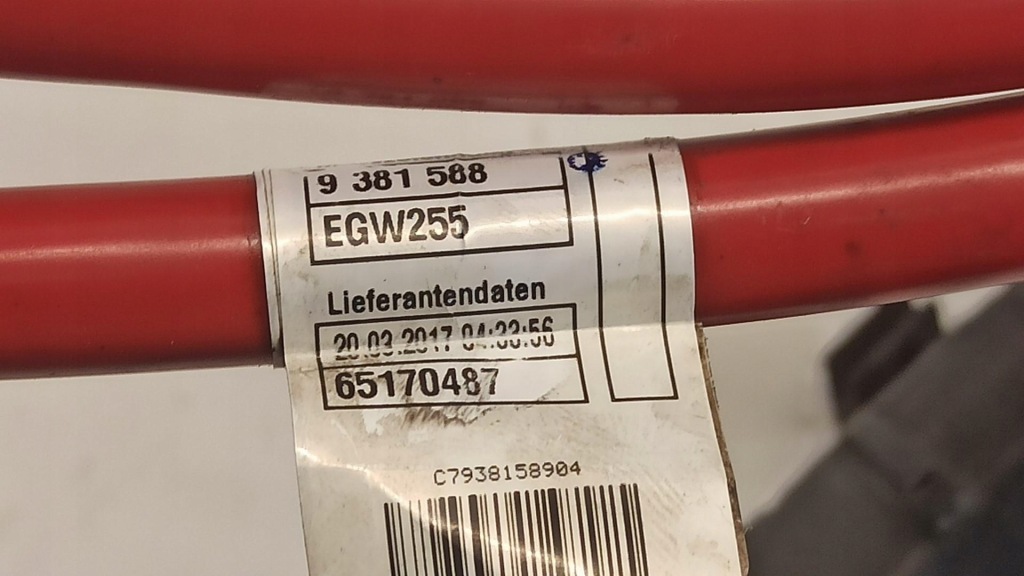 9 381 588
EGW255
Lieferantendaten
20.03.2017 04:33:56
65170487
C7938158904